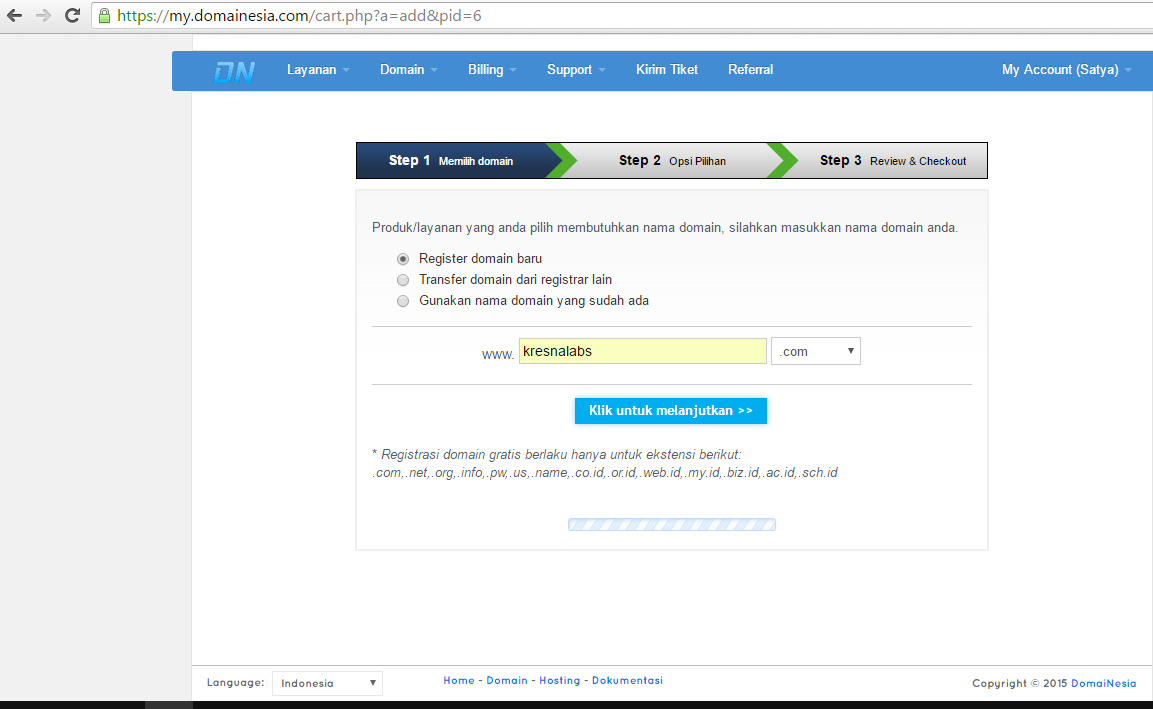 https://my.domainesia.com/cart.php?a=add&pid=6
DN Layanan Domain Billing Support Kirim Tiket Referral My Account (Satya)
Step 1 Memilih domain Step 2 Opsi Pilihan Step 3 Review & Checkout
Produk/layanan yang anda pilih membutuhkan nama domain, silahkan masukkan nama domain anda.
Register domain baru
Transfer domain dari registrar lain
Gunakan nama domain yang sudah ada
www. kresnalabs .com
Klik untuk melanjutkan >>
* Registrasi domain gratis berlaku hanya untuk ekstensi berikut:
.com,.net,.org,.info,.pw,.us,.name,.co.id,.or.id,.web.id,.my.id,.biz.id,.ac.id,.sch.id
Language: Indonesia Home - Domain - Hosting - Dokumentasi Copyright © 2015 DomaiNesia